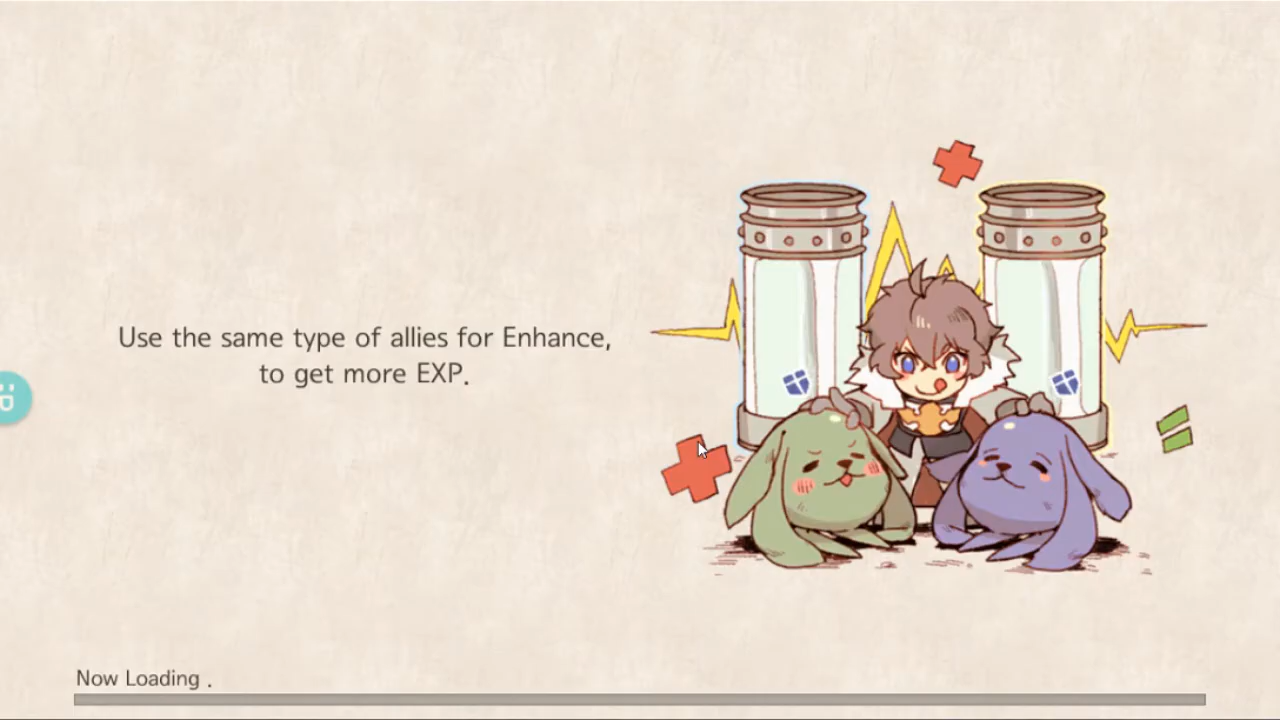 Use the same type of allies for Enhance,
to get more EXP.
Now Loading .